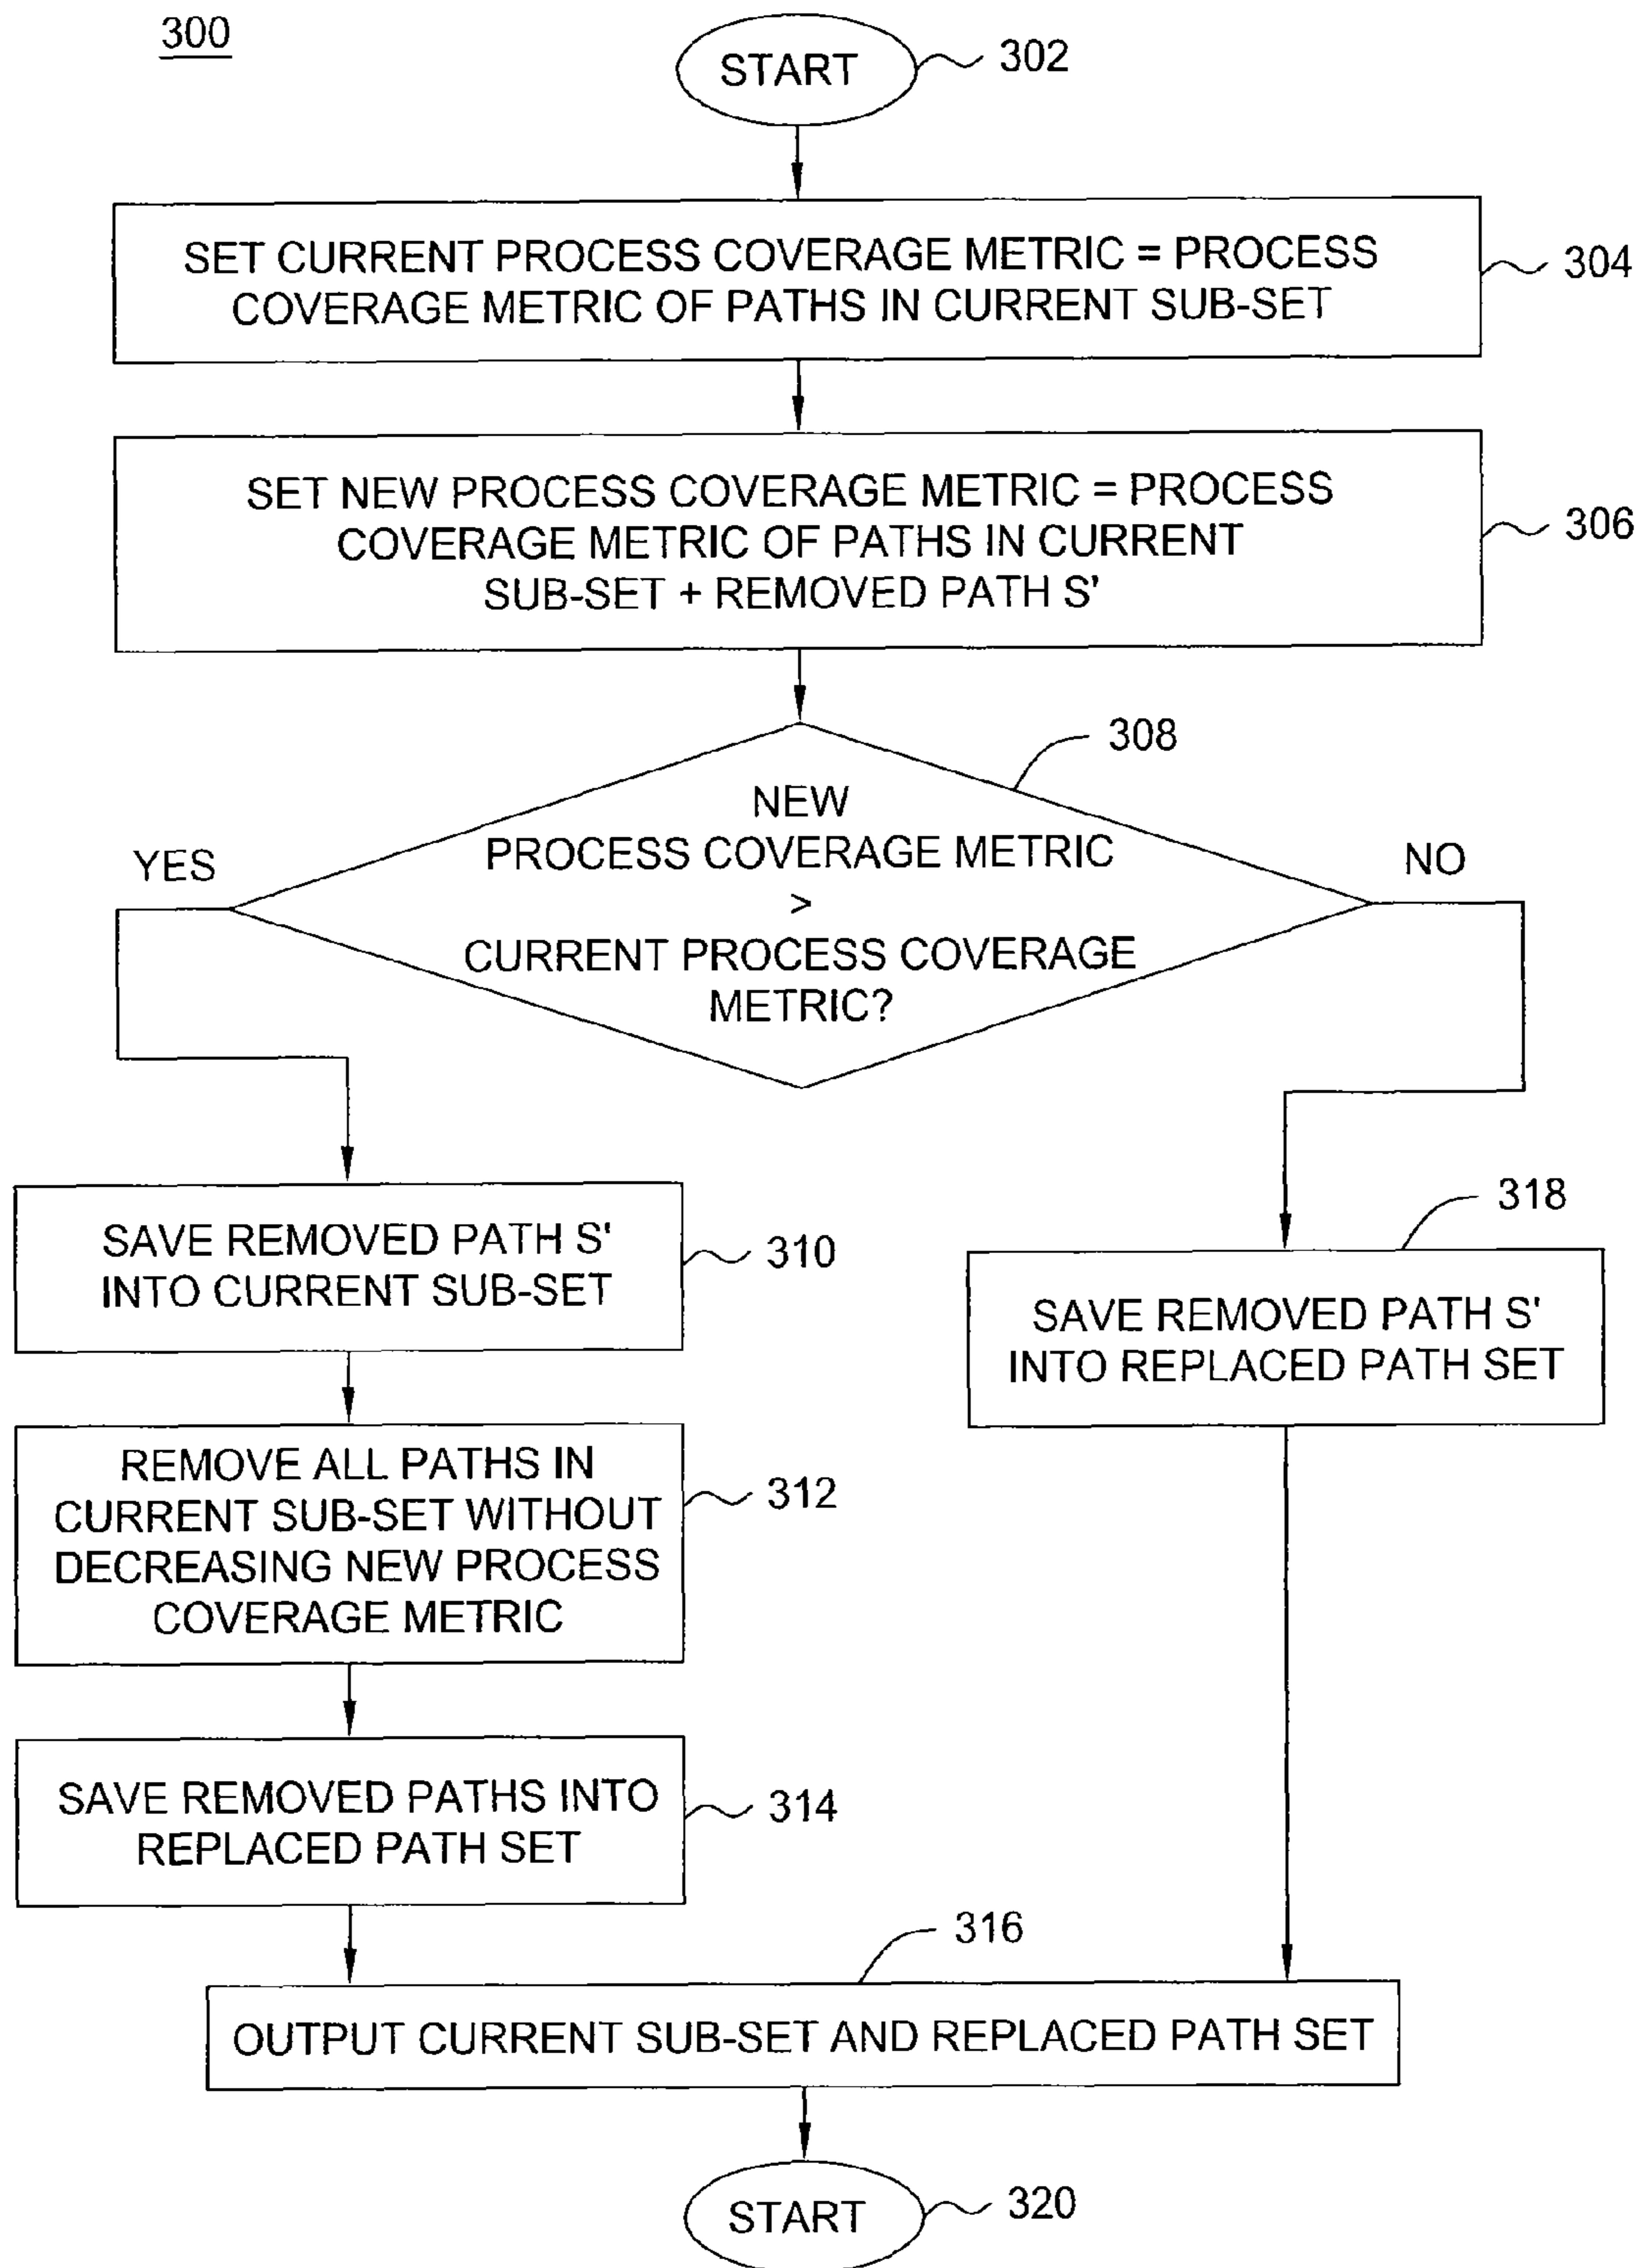 300
START
302
SET CURRENT PROCESS COVERAGE METRIC = PROCESS
COVERAGE METRIC OF PATHS IN CURRENT SUB-SET
304
SET NEW PROCESS COVERAGE METRIC = PROCESS
COVERAGE METRIC OF PATHS IN CURRENT
SUB-SET + REMOVED PATH S'
306
308
NEW
PROCESS COVERAGE METRIC
>
CURRENT PROCESS COVERAGE
METRIC?
YES
NO
SAVE REMOVED PATH S'
INTO CURRENT SUB-SET
310
318
SAVE REMOVED PATH S'
INTO REPLACED PATH SET
REMOVE ALL PATHS IN
CURRENT SUB-SET WITHOUT
DECREASING NEW PROCESS
COVERAGE METRIC
312
SAVE REMOVED PATHS INTO
REPLACED PATH SET
314
316
OUTPUT CURRENT SUB-SET AND REPLACED PATH SET
START
320